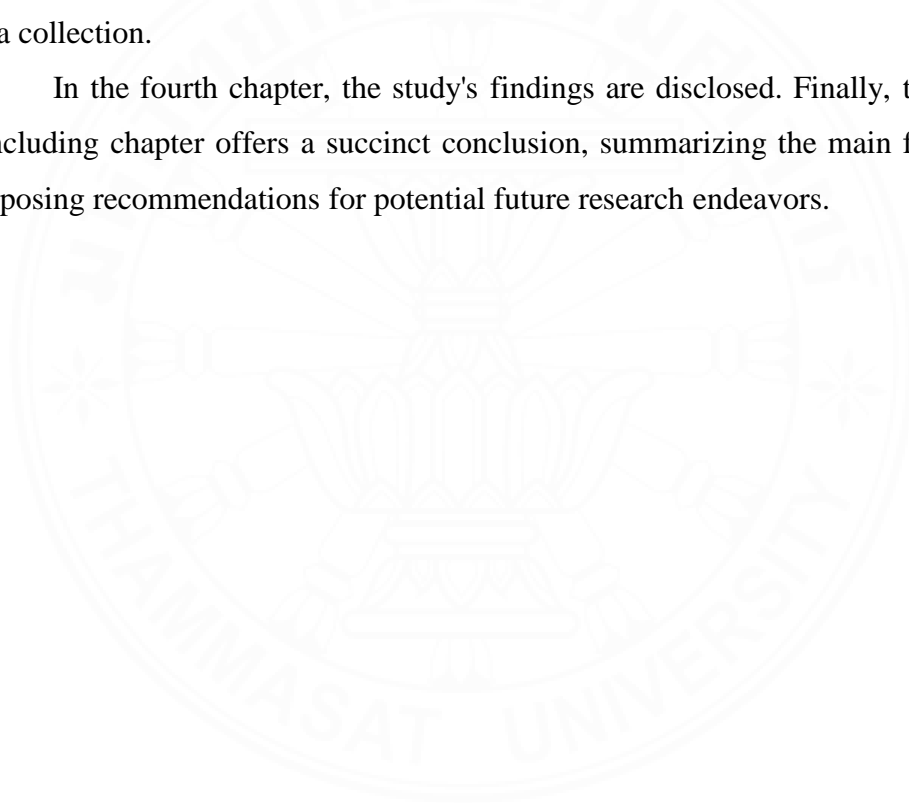 a collection.
In the fourth chapter, the study's findings are disclosed. Finally, t
ncluding chapter offers a succinct conclusion, summarizing the main f
posing recommendations for potential future research endeavors.
THAMMASAT UNIVERSITY